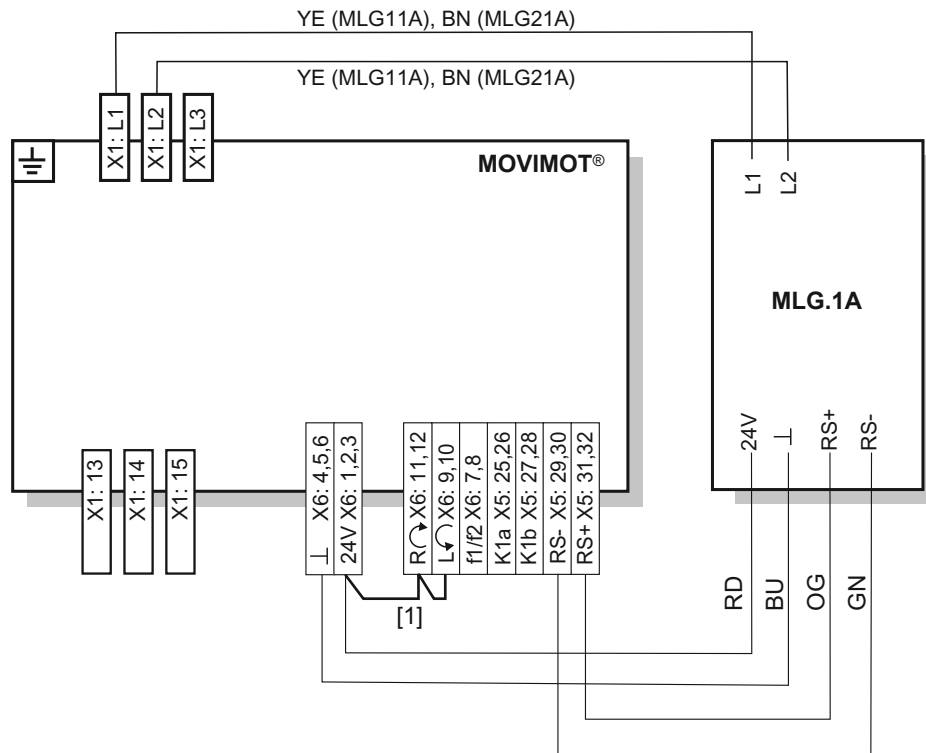 YE (MLG11A), BN (MLG21A)
YE (MLG11A), BN (MLG21A)
X1: L1
X1: L2
X1: L3
MOVIMOT®
L1
L2
MLG.1A
24V
⊥
RS+
RS-
X1: 13
X1: 14
X1: 15
⊥ X6: 4,5,6
24V X6: 1,2,3
R X6: 11,12
L X6: 9,10
f1/f2 X6: 7,8
K1a X5: 25,26
K1b X5: 27,28
RS- X5: 29,30
RS+ X5: 31,32
[1]
RD
BU
OG
GN